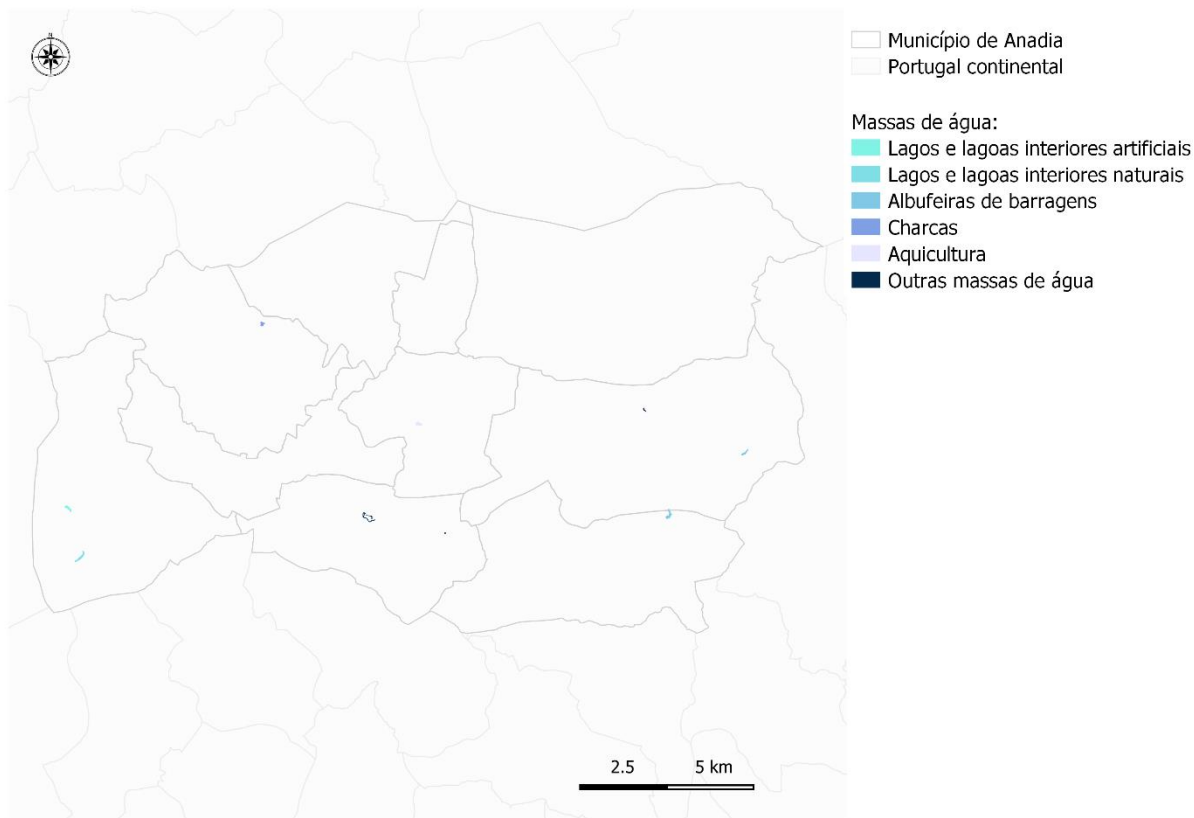 N
Município de Anadia
Portugal continental
Massas de água:
Lagos e lagoas interiores artificiais
Lagos e lagoas interiores naturais
Albufeiras de barragens
Charcas
Aquicultura
Outras massas de água
2.5 5 km